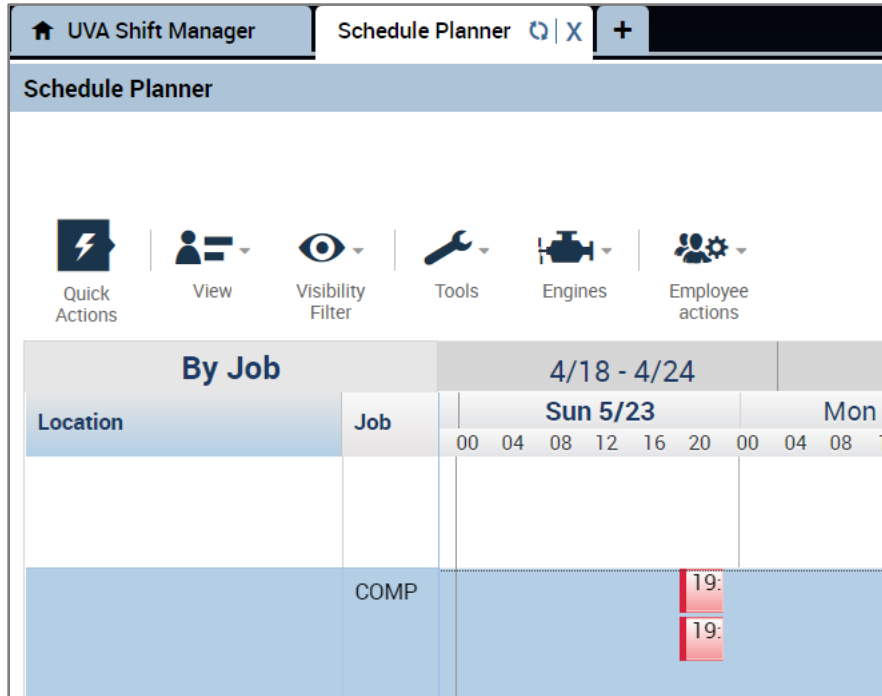 UVA Shift Manager Schedule Planner X +
Schedule Planner
Quick Actions View Visibility Filter Tools Engines Employee actions
By Job 4/18 - 4/24
Location Job Sun 5/23 Mon
00 04 08 12 16 20 00 04 08
COMP 19:
19: